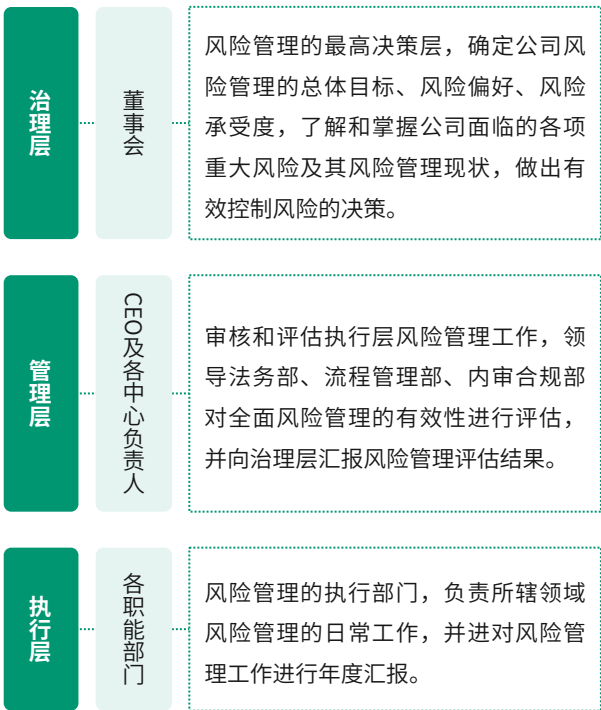 治理层
董事会
风险管理的最高决策层，确定公司风
险管理的总体目标、风险偏好、风险
承受度，了解和掌握公司面临的各项
重大风险及其风险管理现状，做出有
效控制风险的决策。
管理层
CEO及各中心负责人
审核和评估执行层风险管理工作，领
导法务部、流程管理部、内审合规部
对全面风险管理的有效性进行评估，
并向治理层汇报风险管理评估结果。
执行层
各职能部门
风险管理的执行部门，负责所辖领域
风险管理的日常工作，并进对风险管
理工作进行年度汇报。